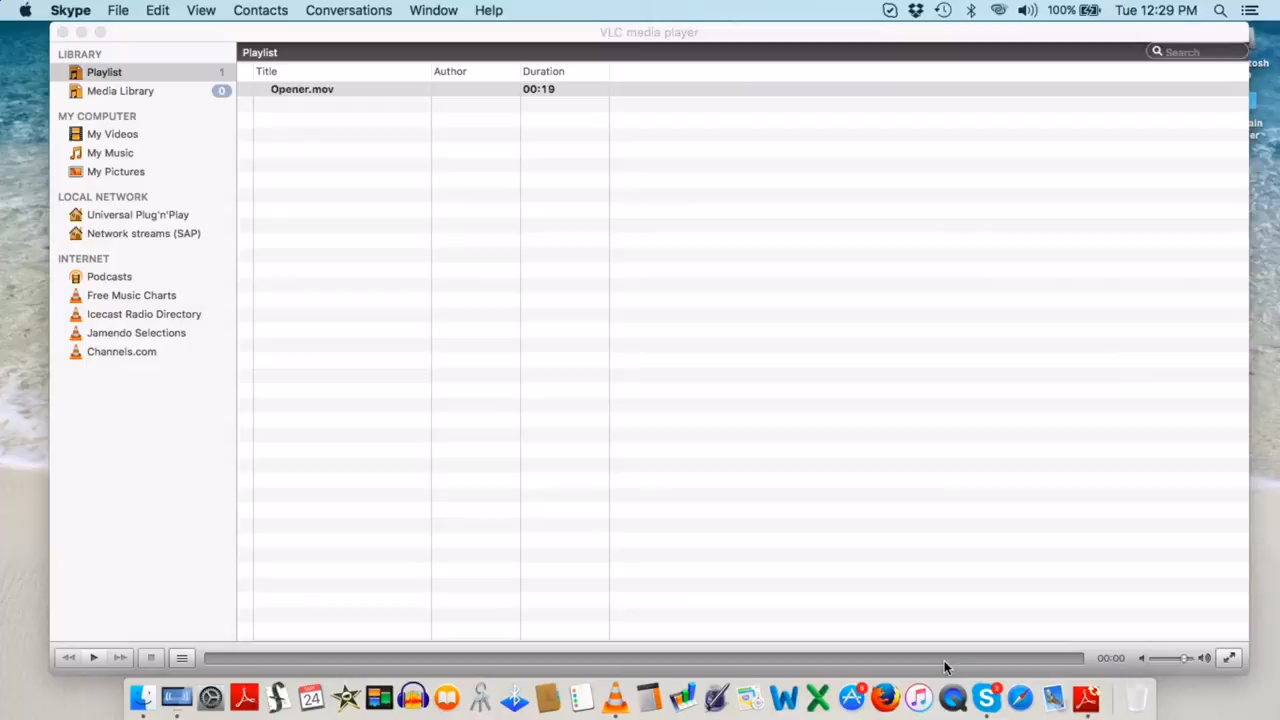 Skype File Edit View Contacts Conversations Window Help 100% Tue 12:29 PM
VLC media player
LIBRARY
Playlist 1
Media Library 0
MY COMPUTER
My Videos
My Music
My Pictures
LOCAL NETWORK
Universal Plug'n'Play
Network streams (SAP)
INTERNET
Podcasts
Free Music Charts
Icecast Radio Directory
Jamendo Selections
Channels.com
Playlist Search
Title Author Duration
Opener.mov 00:19
00:00
24